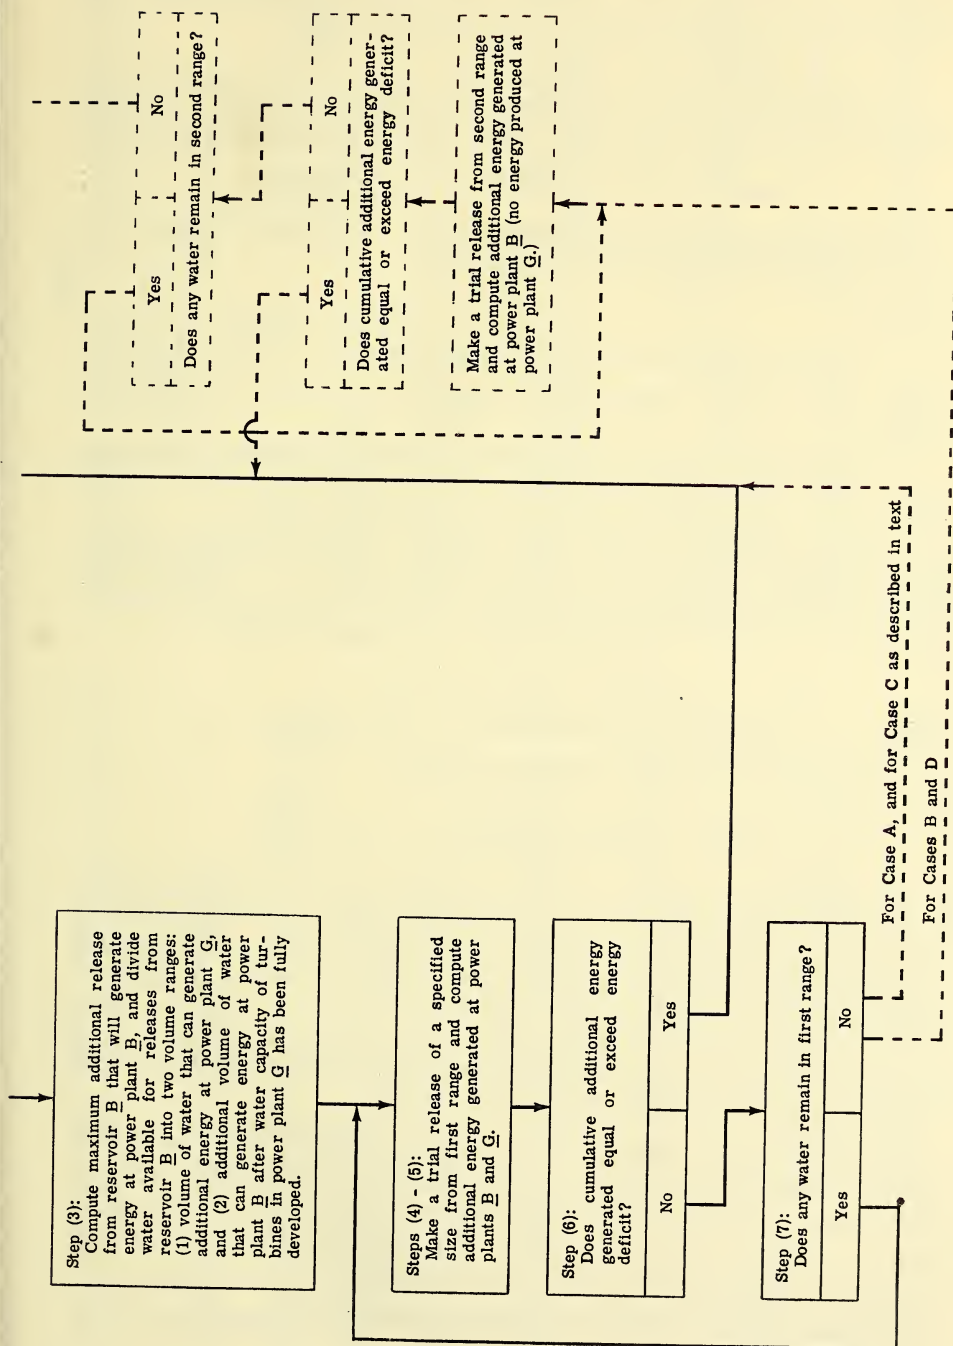 Step (3):
Compute maximum additional release
from reservoir B that will generate
energy at power plant B, and divide
water available for releases from
reservoir B into two volume ranges:
(1) volume of water that can generate
additional energy at power plant G,
and (2) additional volume of water
that can generate energy at power
plant B after water capacity of tur-
bines in power plant G has been fully
developed.
Steps (4) - (5):
Make a trial release of a specified
size from first range and compute
additional energy generated at power
plants B and G.
Step (6):
Does cumulative additional energy
generated equal or exceed energy
deficit?
No
Yes
Step (7):
Does any water remain in first range?
Yes
No
For Case A, and for Case C as described in text
For Cases B and D
Yes
No
Does any water remain in second range?
Yes
No
Does cumulative additional energy gener-
ated equal or exceed energy deficit?
Make a trial release from second range
and compute additional energy generated
at power plant B (no energy produced at
power plant G.)